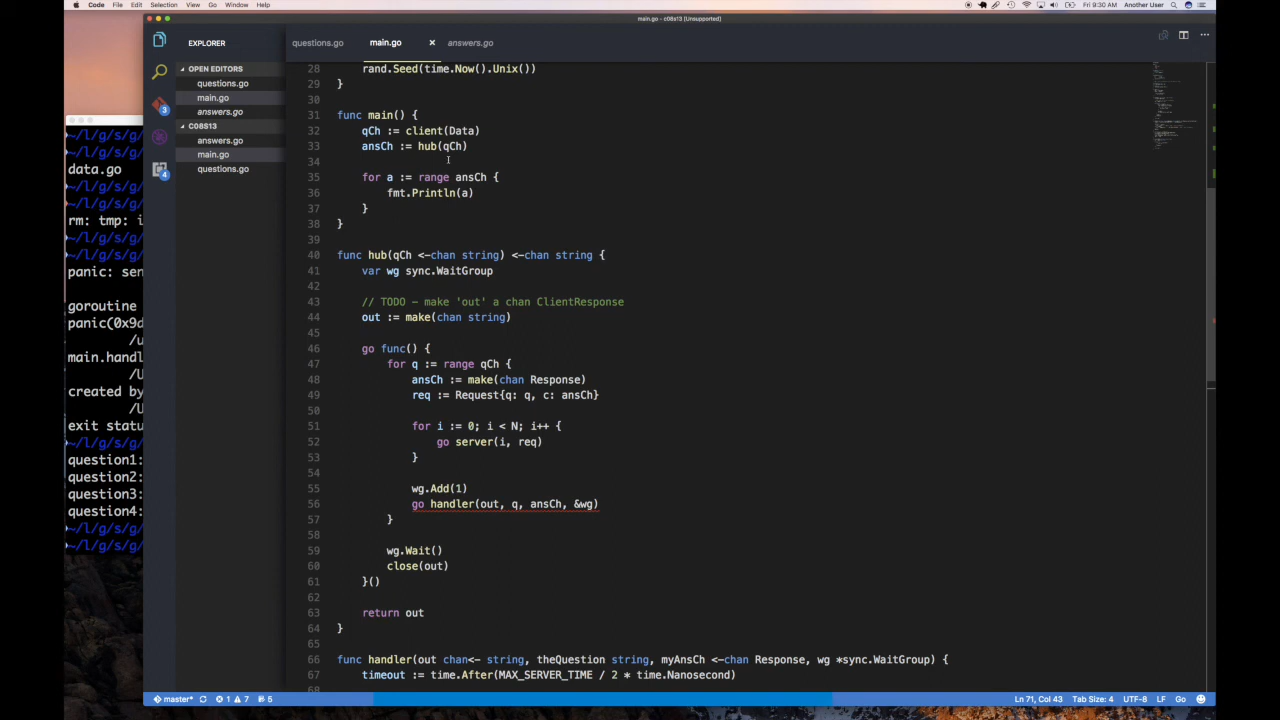 Code File Edit Selection View Go Window Help
Fri 9:30 AM Another User
main.go - c08s13 [Unsupported]
EXPLORER
OPEN EDITORS
questions.go
main.go
answers.go
C08S13
answers.go
main.go
questions.go
3
4
~/l/g/s/g/
data.go
~/l/g/s/g/
~/l/g/s/g/
rm: tmp: i
~/l/g/s/g/
~/l/g/s/g/
panic: sen
goroutine
panic(0x9d
/u
main.handl
/U
created by
/U
exit statu
~/l/g/s/g/
question1:
question2:
question3:
question4:
~/l/g/s/g/
~/l/g/s/g/
questions.go main.go answers.go
28 rand.Seed(time.Now().Unix())
29 }
30
31 func main() {
32 qCh := client(Data)
33 ansCh := hub(qCh)
34
35 for a := range ansCh {
36 fmt.Println(a)
37 }
38 }
39
40 func hub(qCh <-chan string) <-chan string {
41 var wg sync.WaitGroup
42
43 // TODO - make 'out' a chan ClientResponse
44 out := make(chan string)
45
46 go func() {
47 for q := range qCh {
48 ansCh := make(chan Response)
49 req := Request{q: q, c: ansCh}
50
51 for i := 0; i < N; i++ {
52 go server(i, req)
53 }
54
55 wg.Add(1)
56 go handler(out, q, ansCh, &wg)
57 }
58
59 wg.Wait()
60 close(out)
61 }()
62
63 return out
64 }
65
66 func handler(out chan<- string, theQuestion string, myAnsCh <-chan Response, wg *sync.WaitGroup) {
67 timeout := time.After(MAX_SERVER_TIME / 2 * time.Nanosecond)
68
master* 1 7 5
Ln 71, Col 43 Tab Size: 4 UTF-8 LF Go